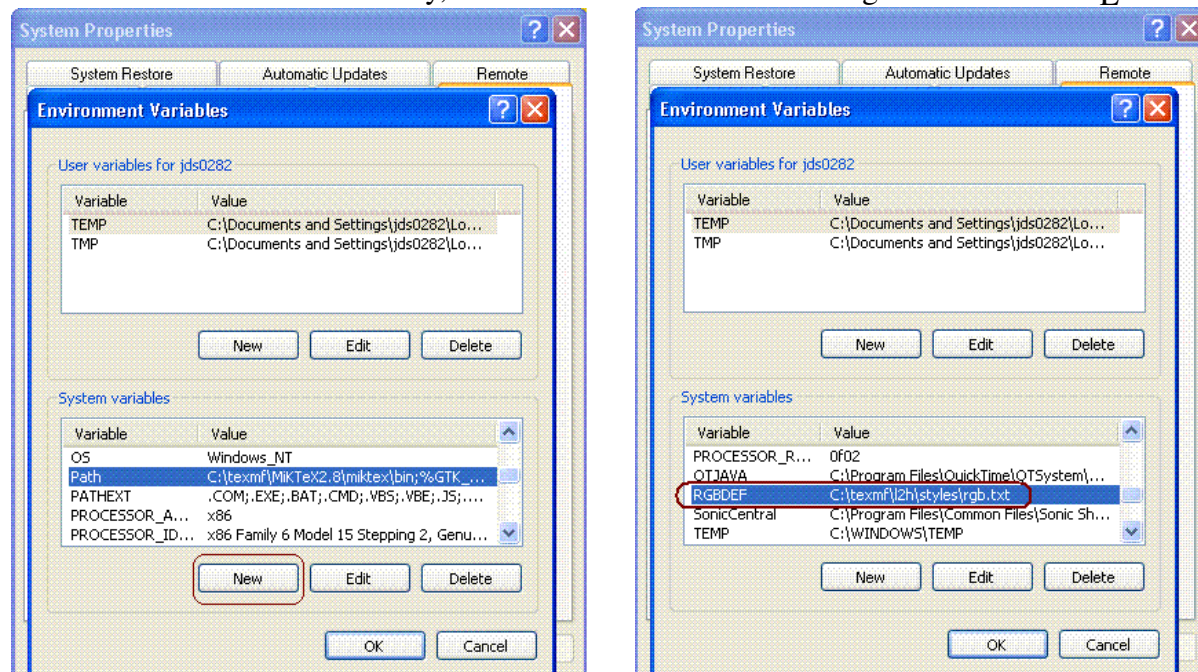 System Properties
System Restore Automatic Updates Remote
Environment Variables
User variables for jds0282
Variable Value
TEMP C:\Documents and Settings\jds0282\Lo...
TMP C:\Documents and Settings\jds0282\Lo...
New Edit Delete
System variables
Variable Value
OS Windows_NT
Path C:\texmf\MiKTeX2.8\miktex\bin;%GTK_...
PATHEXT .COM;.EXE;.BAT;.CMD;.VBS;.VBE;.JS;....
PROCESSOR_A... x86
PROCESSOR_ID... x86 Family 6 Model 15 Stepping 2, Genu...
New Edit Delete
OK Cancel
System Properties
System Restore Automatic Updates Remote
Environment Variables
User variables for jds0282
Variable Value
TEMP C:\Documents and Settings\jds0282\Lo...
TMP C:\Documents and Settings\jds0282\Lo...
New Edit Delete
System variables
Variable Value
PROCESSOR_R... 0f02
QTJAVA C:\Program Files\QuickTime\QTSystem\...
RGBDEF C:\texmf\l2h\styles\rgb.txt
SonicCentral C:\Program Files\Common Files\Sonic Sh...
TEMP C:\WINDOWS\TEMP
New Edit Delete
OK Cancel